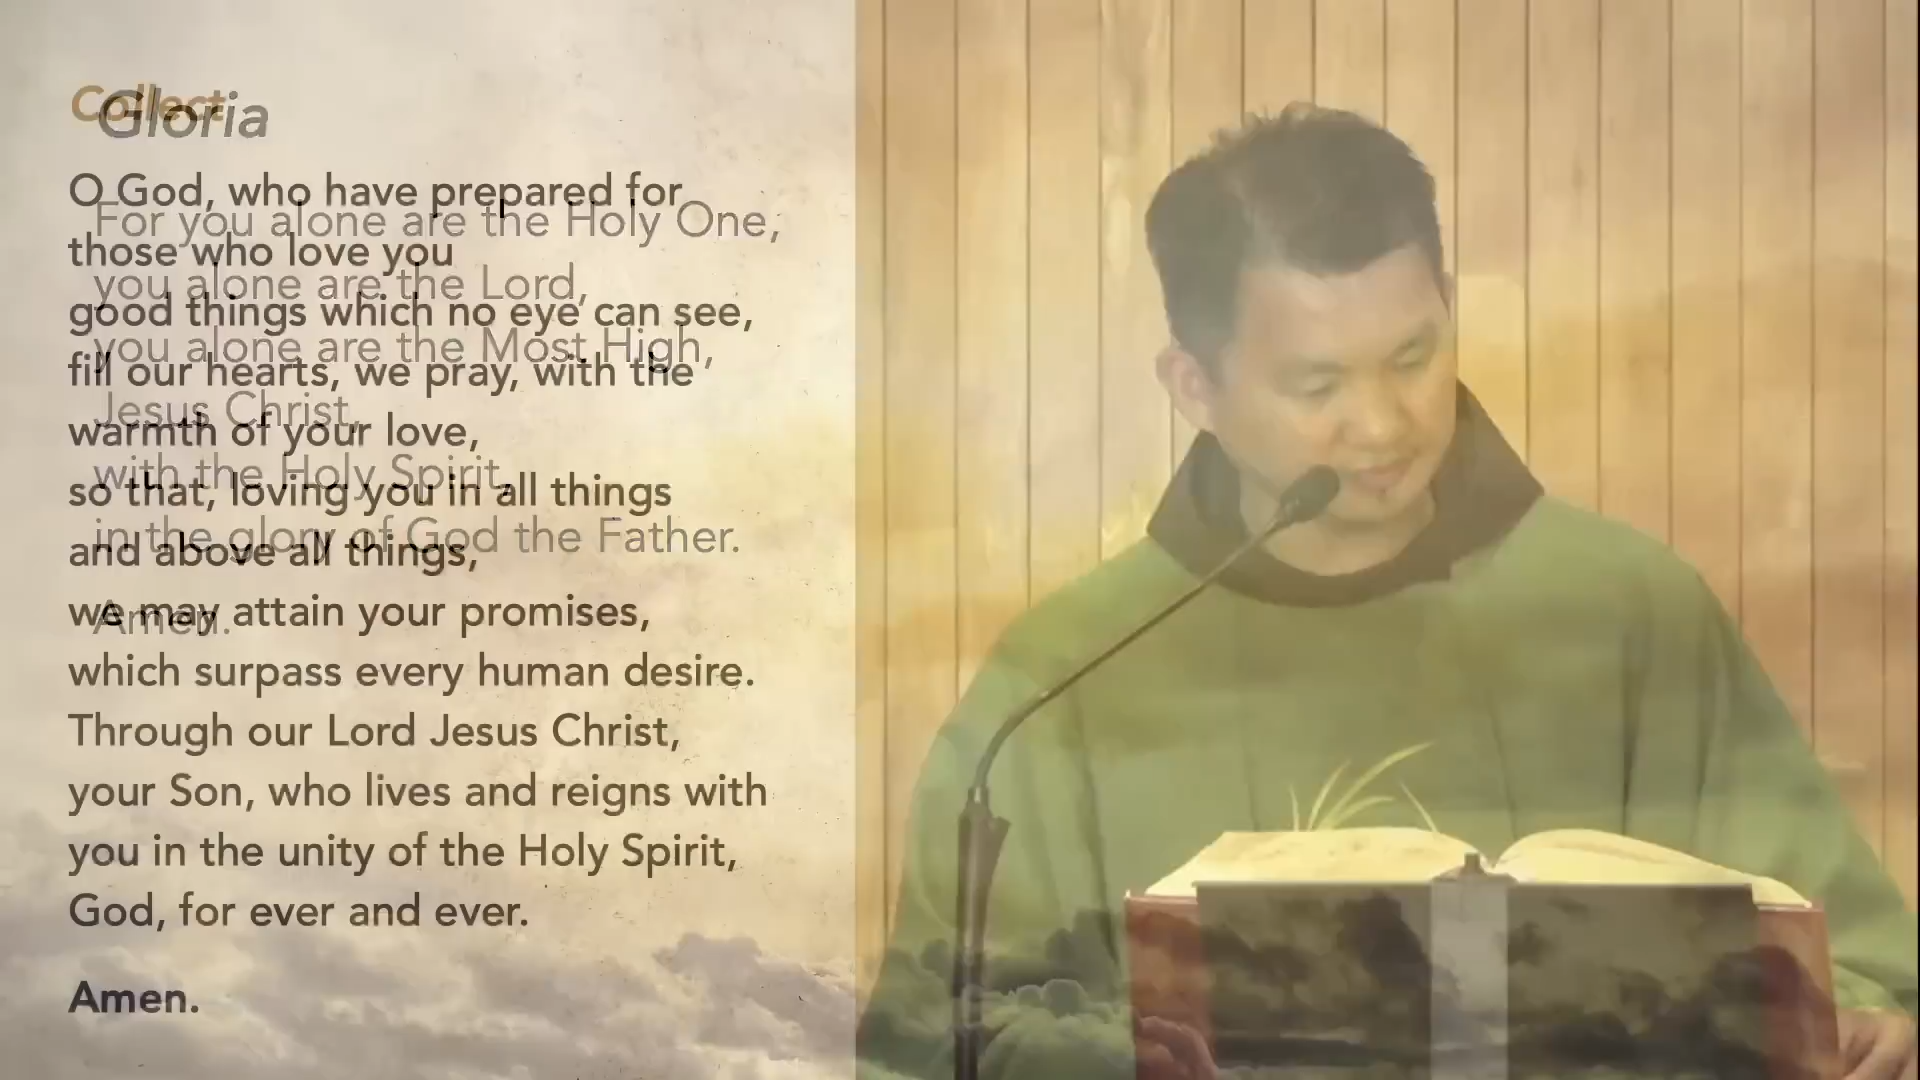 Collect
O God, who have prepared for
those who love you
good things which no eye can see,
fill our hearts, we pray, with the
warmth of your love,
so that, loving you in all things
and above all things,
we may attain your promises,
which surpass every human desire.
Through our Lord Jesus Christ,
your Son, who lives and reigns with
you in the unity of the Holy Spirit,
God, for ever and ever.
Amen.
Gloria
For you alone are the Holy One,
you alone are the Lord,
you alone are the Most High,
Jesus Christ,
with the Holy Spirit,
in the glory of God the Father.
Amen.